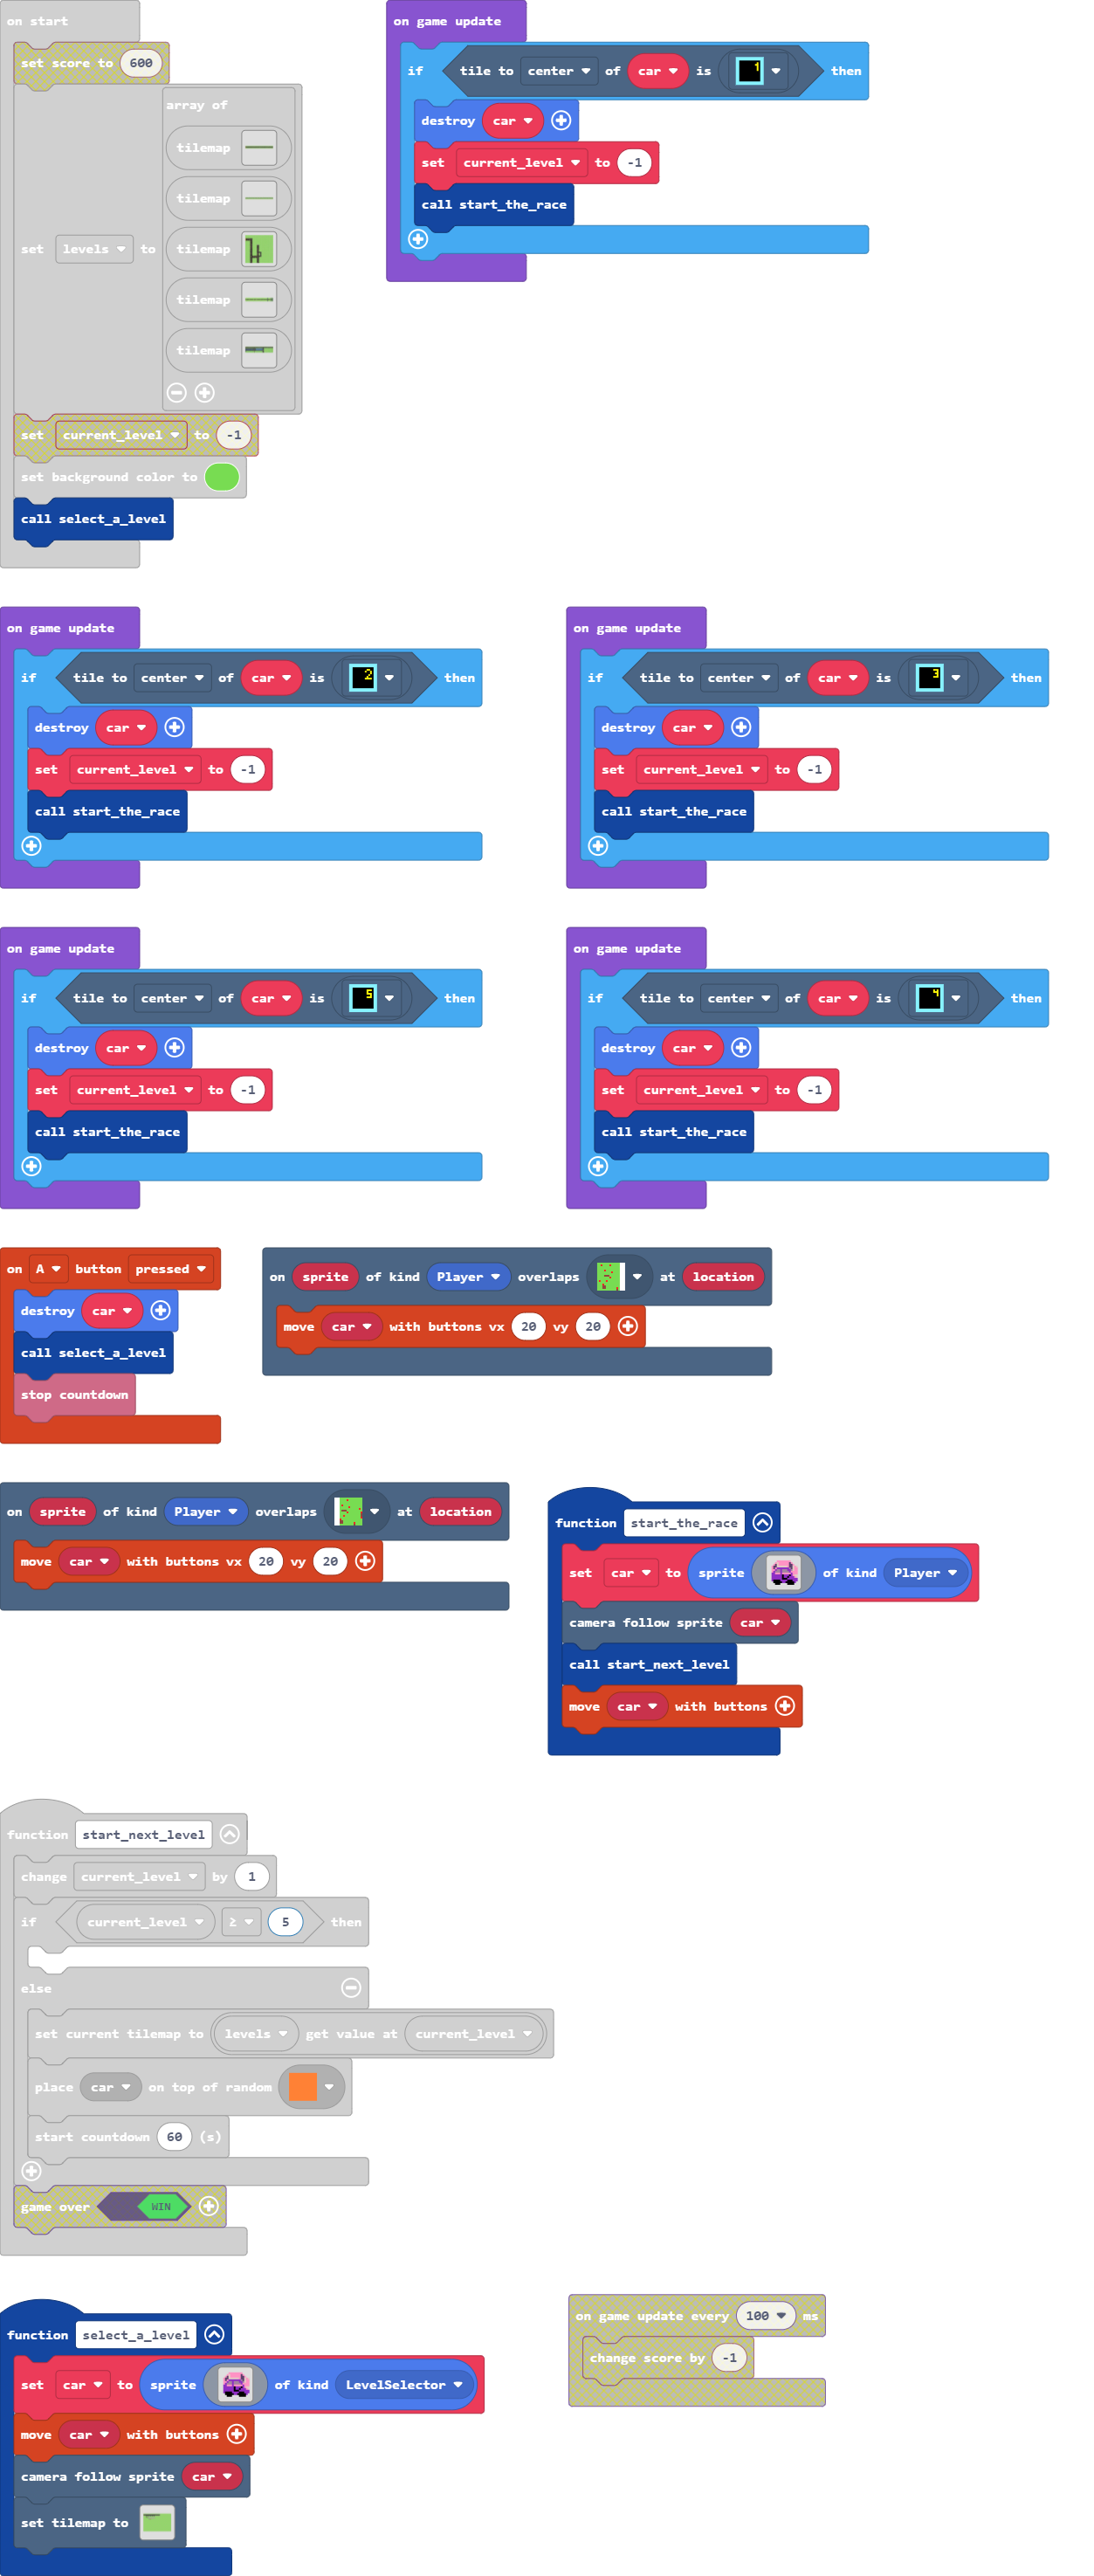 on start
set score to 600
set levels to array of
tilemap
tilemap
tilemap
tilemap
tilemap
set current_level to -1
set background color to
call select_a_level
on game update
if tile to center of car is 1 then
destroy car
set current_level to -1
call start_the_race
on game update
if tile to center of car is 2 then
destroy car
set current_level to -1
call start_the_race
on game update
if tile to center of car is 3 then
destroy car
set current_level to -1
call start_the_race
on game update
if tile to center of car is 5 then
destroy car
set current_level to -1
call start_the_race
on game update
if tile to center of car is 4 then
destroy car
set current_level to -1
call start_the_race
on A button pressed
destroy car
call select_a_level
stop countdown
on sprite of kind Player overlaps at location
move car with buttons vx 20 vy 20
on sprite of kind Player overlaps at location
move car with buttons vx 20 vy 20
function start_the_race
set car to sprite of kind Player
camera follow sprite car
call start_next_level
move car with buttons
function start_next_level
change current_level by 1
if current_level ≥ 5 then
else
set current tilemap to levels get value at current_level
place car on top of random
start countdown 60 (s)
game over WIN
function select_a_level
set car to sprite of kind LevelSelector
move car with buttons
camera follow sprite car
set tilemap to
on game update every 100 ms
change score by -1